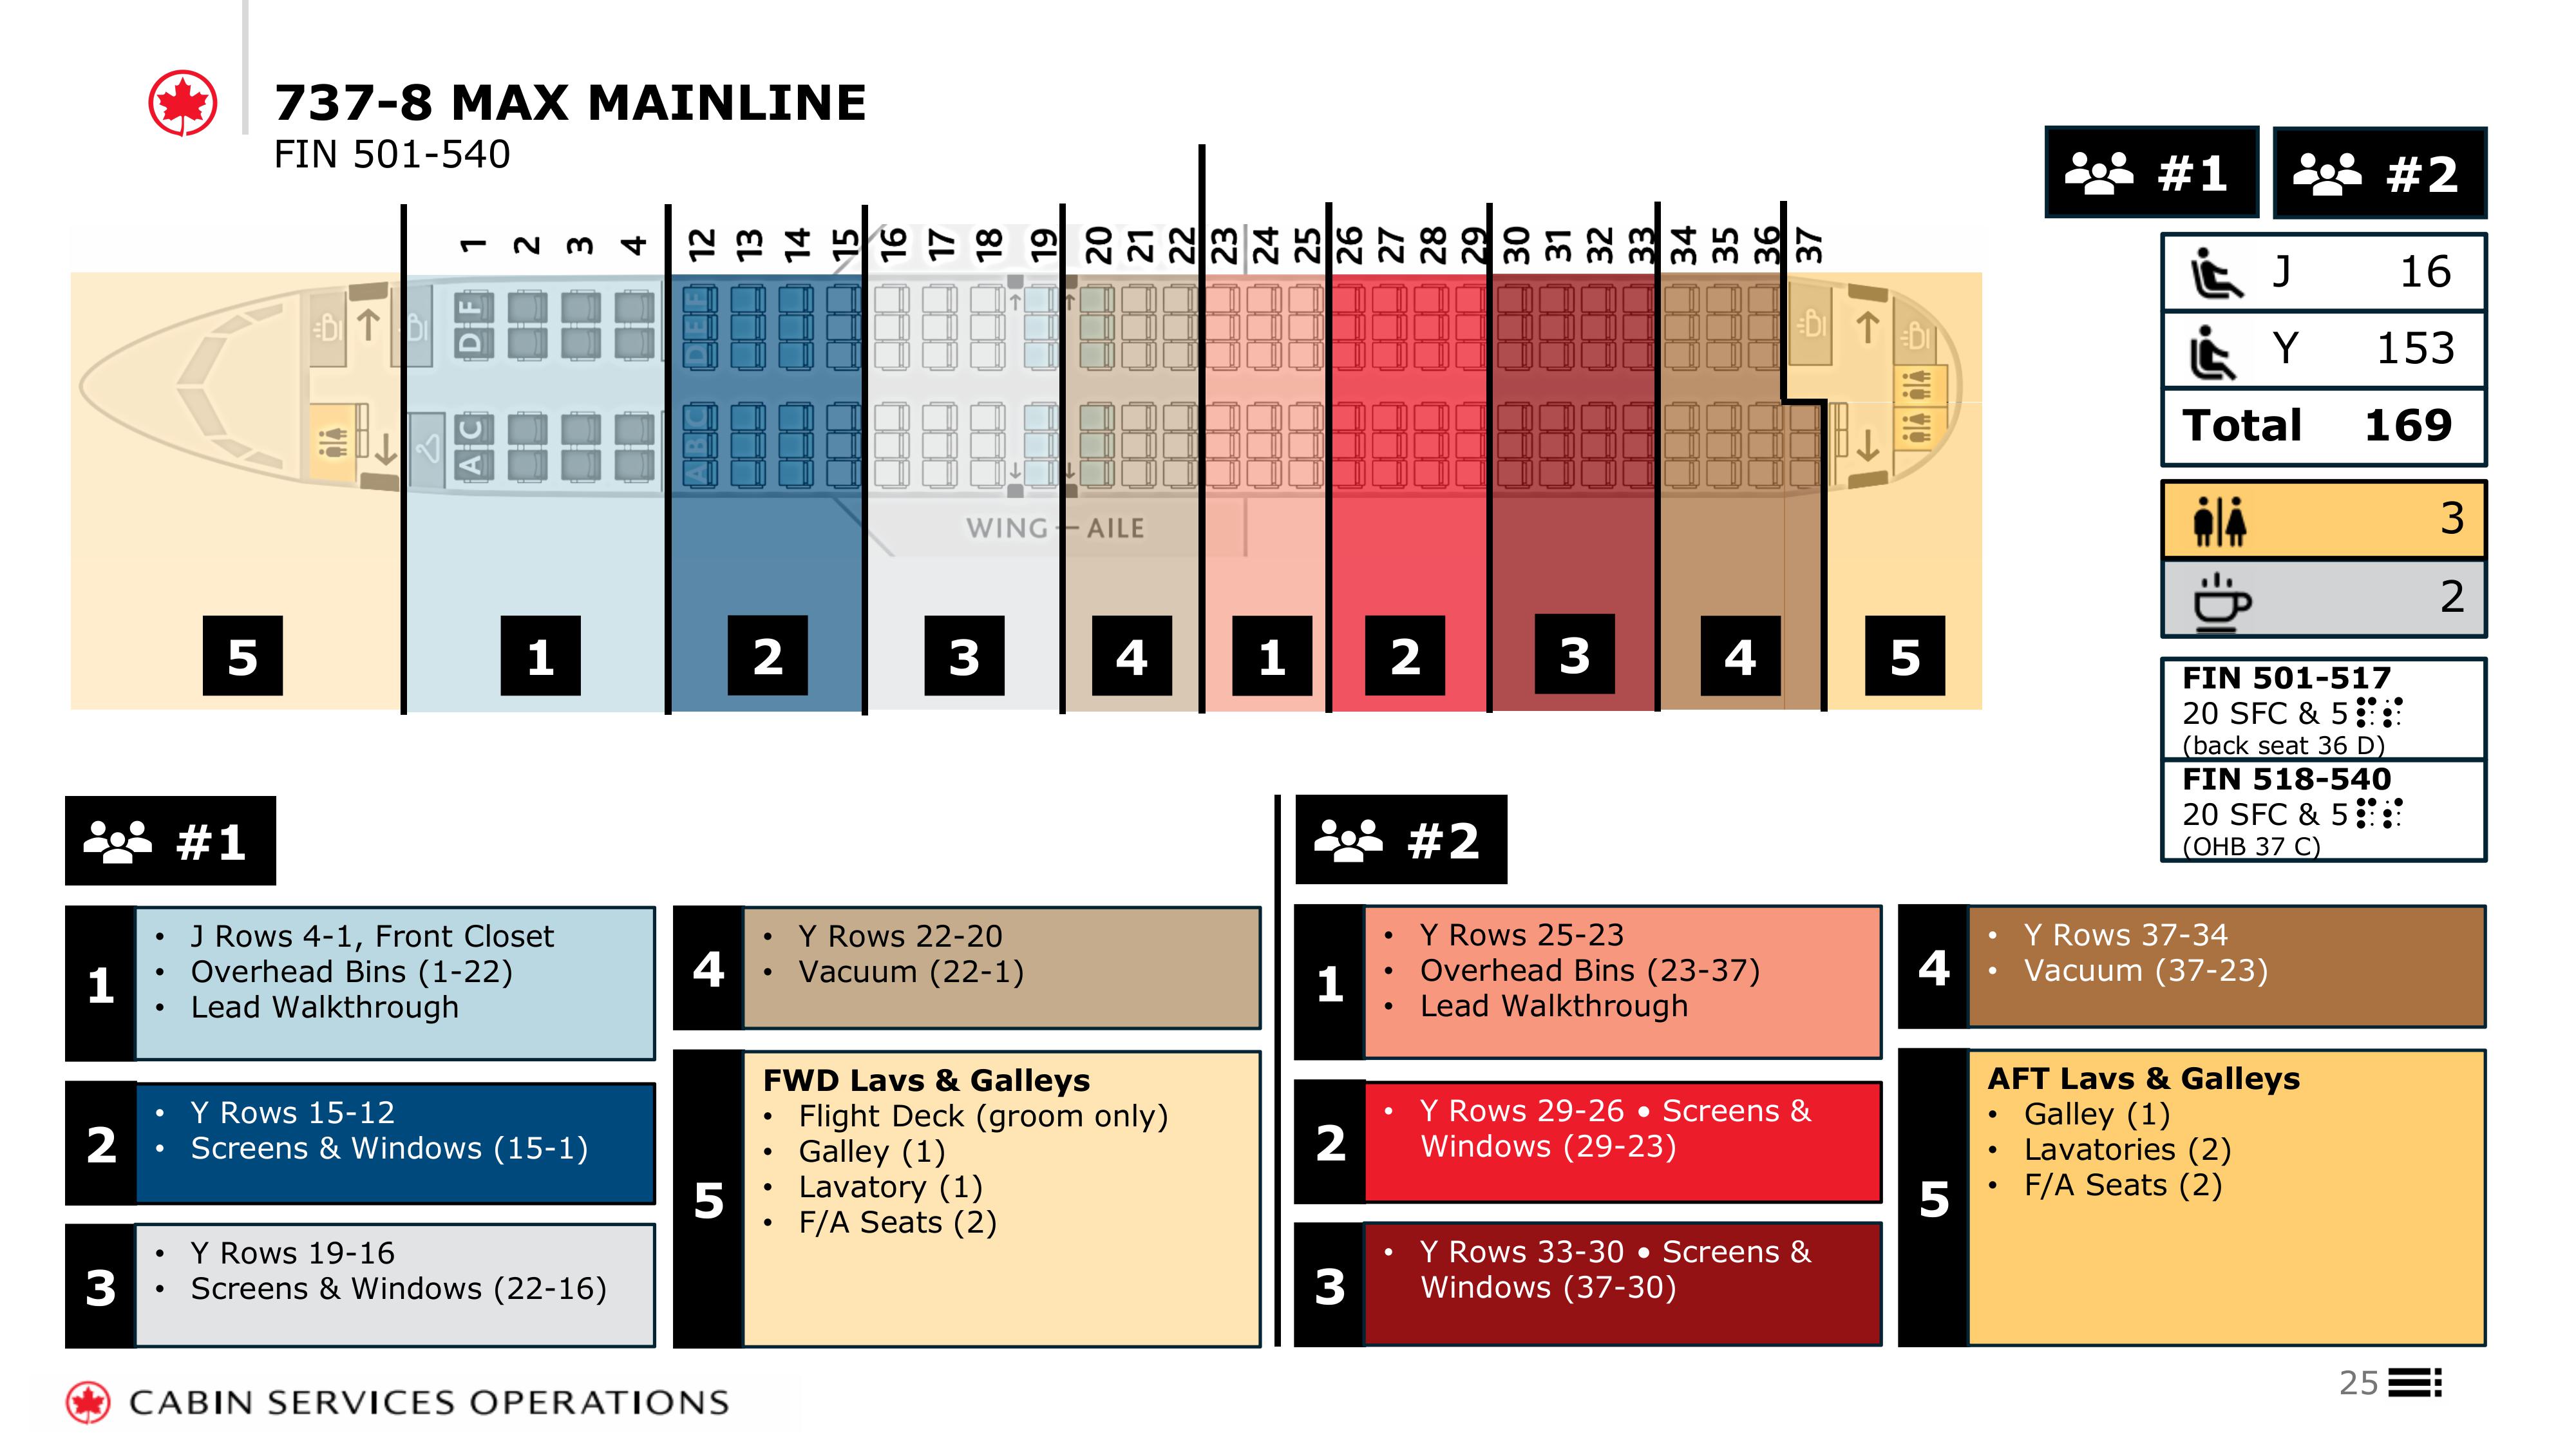 737-8 MAX MAINLINE
FIN 501-540
#1 #2
1 2 3 4 12 13 14 15 16 17 18 19 20 21 22 23 24 25 26 27 28 29 30 31 32 33 34 35 36 37
F
D
C
A
F
E
D
C
B
A
WING — AILE
5 1 2 3 4 1 2 3 4 5
J 16
Y 153
Total 169
3
2
FIN 501-517
20 SFC & 5
(back seat 36 D)
FIN 518-540
20 SFC & 5
(OHB 37 C)
#1
1
• J Rows 4-1, Front Closet
• Overhead Bins (1-22)
• Lead Walkthrough
2
• Y Rows 15-12
• Screens & Windows (15-1)
3
• Y Rows 19-16
• Screens & Windows (22-16)
4
• Y Rows 22-20
• Vacuum (22-1)
5
FWD Lavs & Galleys
• Flight Deck (groom only)
• Galley (1)
• Lavatory (1)
• F/A Seats (2)
#2
1
• Y Rows 25-23
• Overhead Bins (23-37)
• Lead Walkthrough
2
• Y Rows 29-26 • Screens &
Windows (29-23)
3
• Y Rows 33-30 • Screens &
Windows (37-30)
4
• Y Rows 37-34
• Vacuum (37-23)
5
AFT Lavs & Galleys
• Galley (1)
• Lavatories (2)
• F/A Seats (2)
CABIN SERVICES OPERATIONS
25